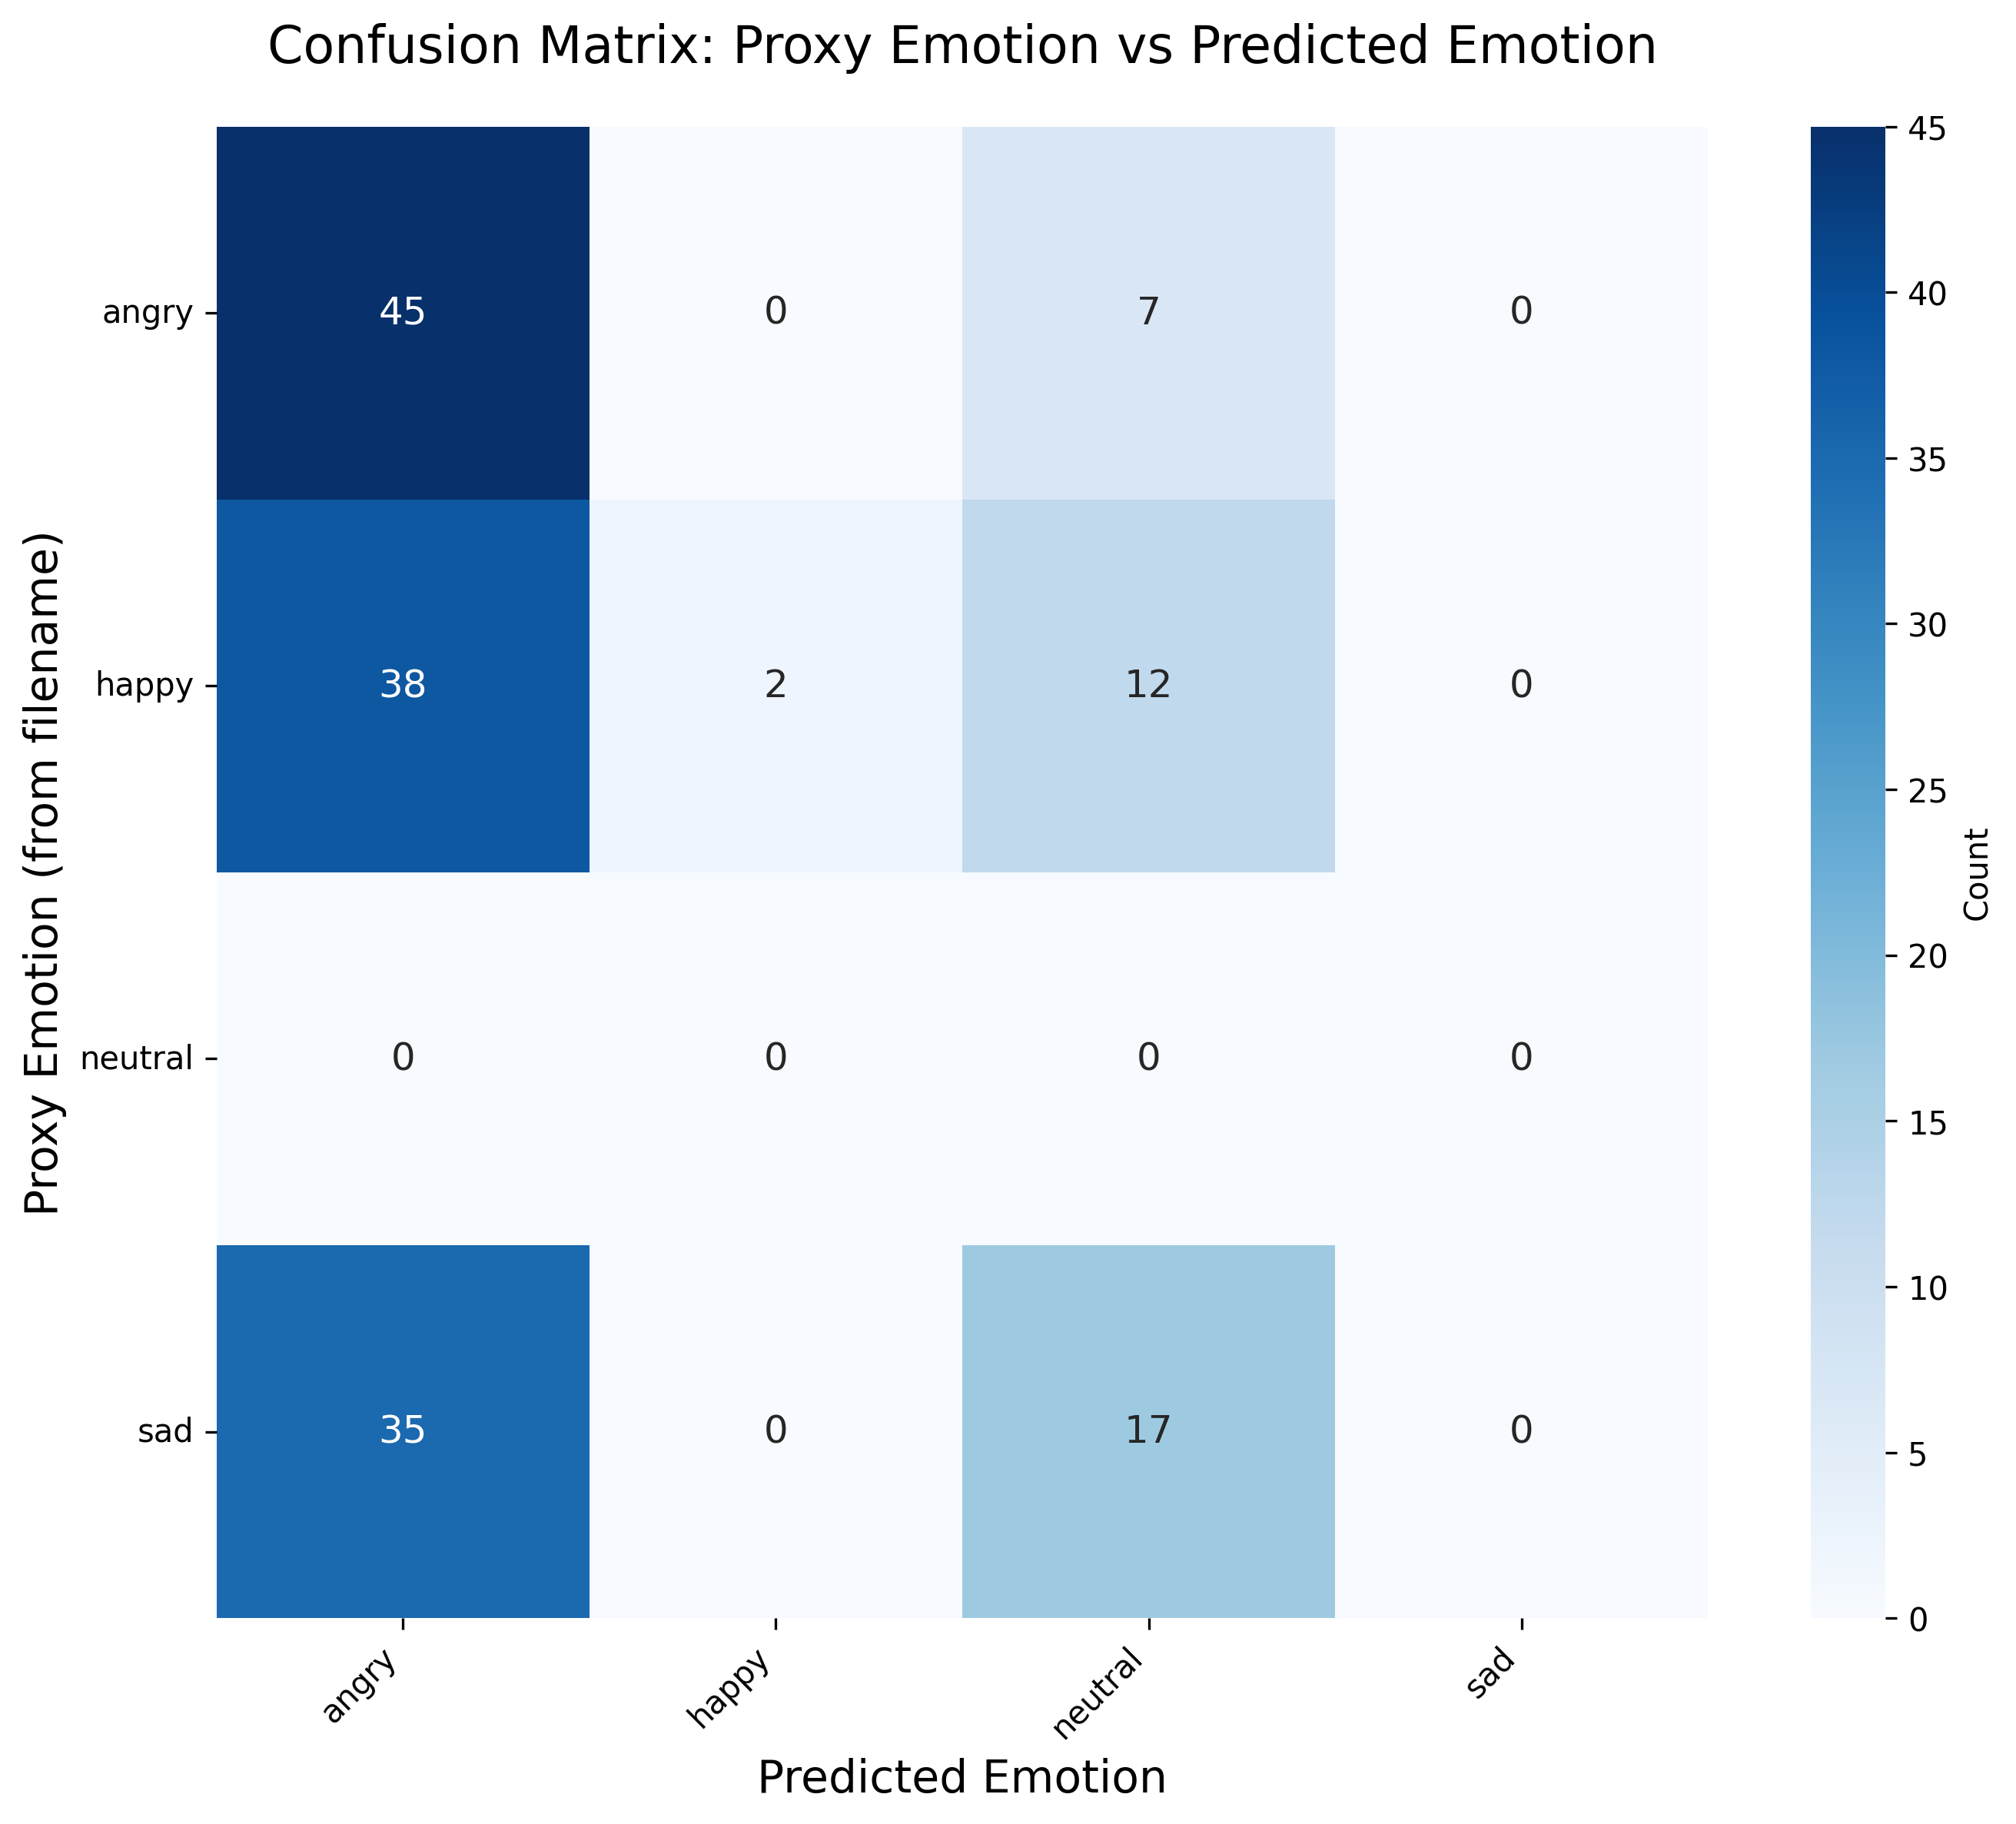 Confusion Matrix: Proxy Emotion vs Predicted Emotion
Proxy Emotion (from filename)
angry 45 0 7 0
happy 38 2 12 0
neutral 0 0 0 0
sad 35 0 17 0
angry happy neutral sad
Predicted Emotion
45
40
35
30
25
20
15
10
5
0
Count